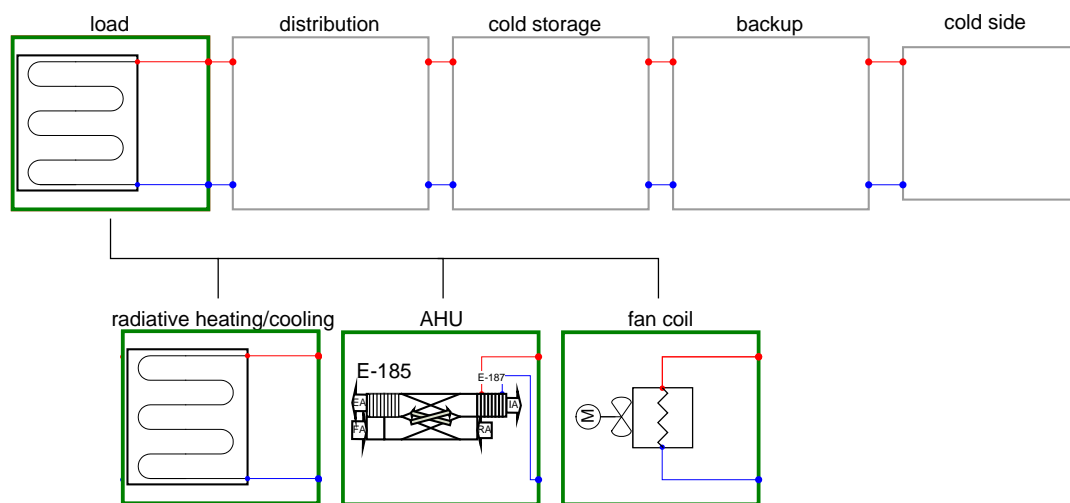 load
distribution
cold storage
backup
cold side
radiative heating/cooling
AHU
fan coil
E-185
E-187
EA
IA
FA
RA
M